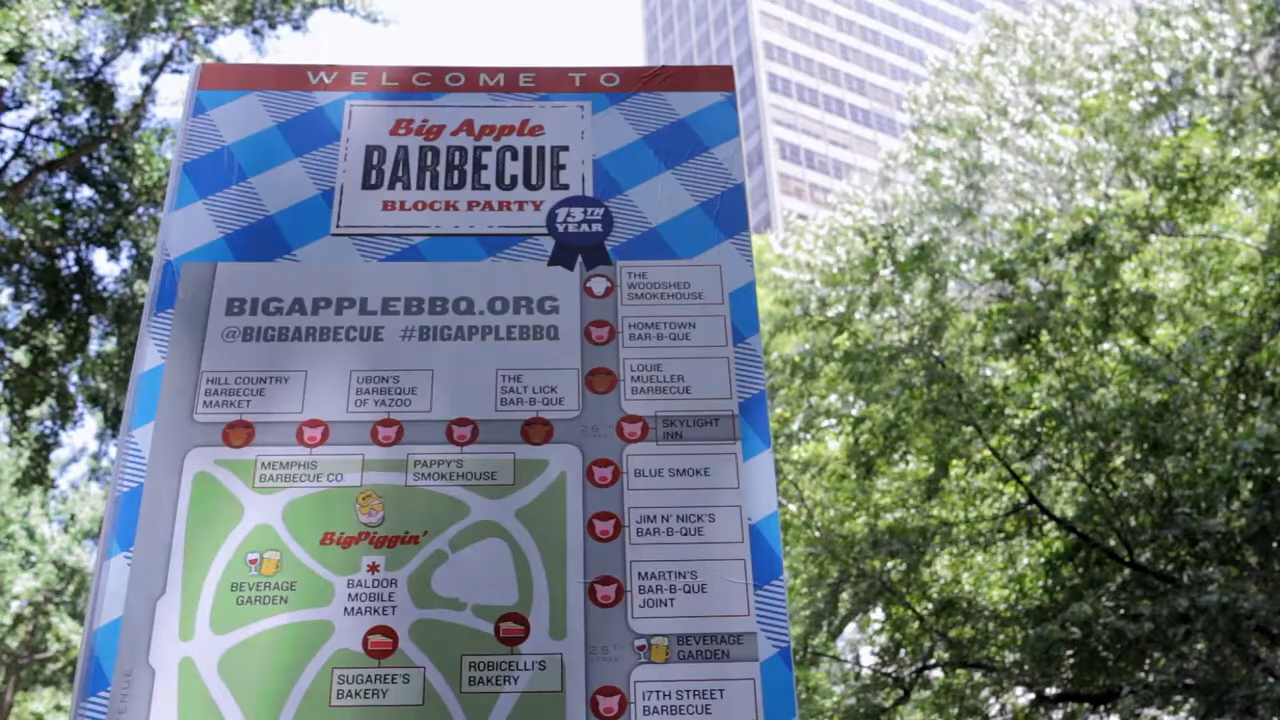 WELCOME TO
Big Apple
BARBECUE
BLOCK PARTY
13TH
YEAR
BIGAPPLEBBQ.ORG
@BIGBARBECUE #BIGAPPLEBBQ
HILL COUNTRY
BARBECUE
MARKET
UBON'S
BARBEQUE
OF YAZOO
THE
SALT LICK
BAR-B-QUE
MEMPHIS
BARBECUE CO.
PAPPY'S
SMOKEHOUSE
THE
WOODSHED
SMOKEHOUSE
HOMETOWN
BAR-B-QUE
LOUIE
MUELLER
BARBECUE
26TH
SKYLIGHT
INN
BLUE SMOKE
JIM N' NICK'S
BAR-B-QUE
MARTIN'S
BAR-B-QUE
JOINT
25TH
BEVERAGE
GARDEN
17TH STREET
BARBECUE
BigPiggin'
BEVERAGE
GARDEN
*
BALDOR
MOBILE
MARKET
SUGAREE'S
BAKERY
ROBICELLI'S
BAKERY